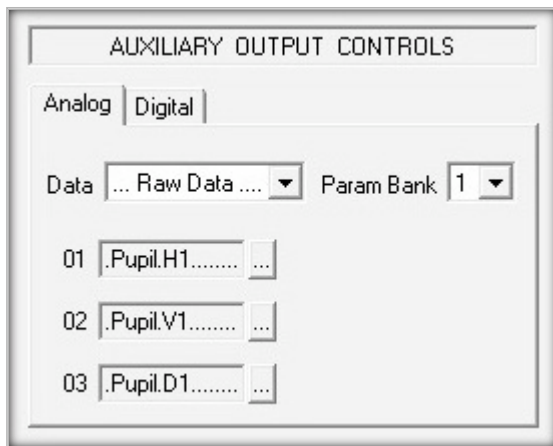 AUXILIARY OUTPUT CONTROLS
Analog Digital
Data ... Raw Data .... Param Bank 1
01 .Pupil.H1........ ...
02 .Pupil.V1........ ...
03 .Pupil.D1........ ...